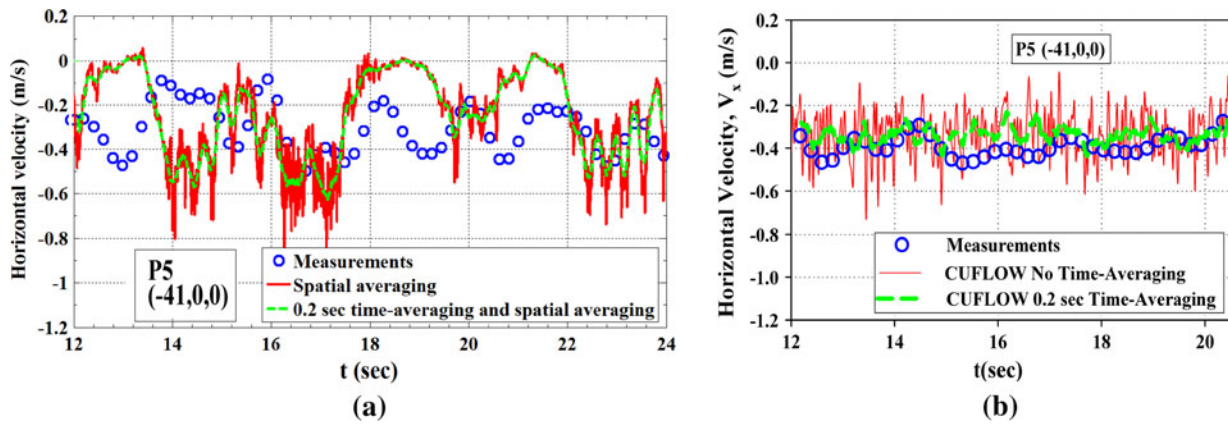 Horizontal velocity (m/s)
0.2
0
-0.2
-0.4
-0.6
-0.8
-1
-1.2
P5
(-41,0,0)
Measurements
Spatial averaging
0.2 sec time-averaging and spatial averaging
12 14 16 18 20 22 24
t (sec)
(a)
Horizontal Velocity, V_x (m/s)
0.2
0.0
-0.2
-0.4
-0.6
-0.8
-1.0
-1.2
P5 (-41,0,0)
Measurements
CUFLOW No Time-Averaging
CUFLOW 0.2 sec Time-Averaging
12 14 16 18 20
t(sec)
(b)